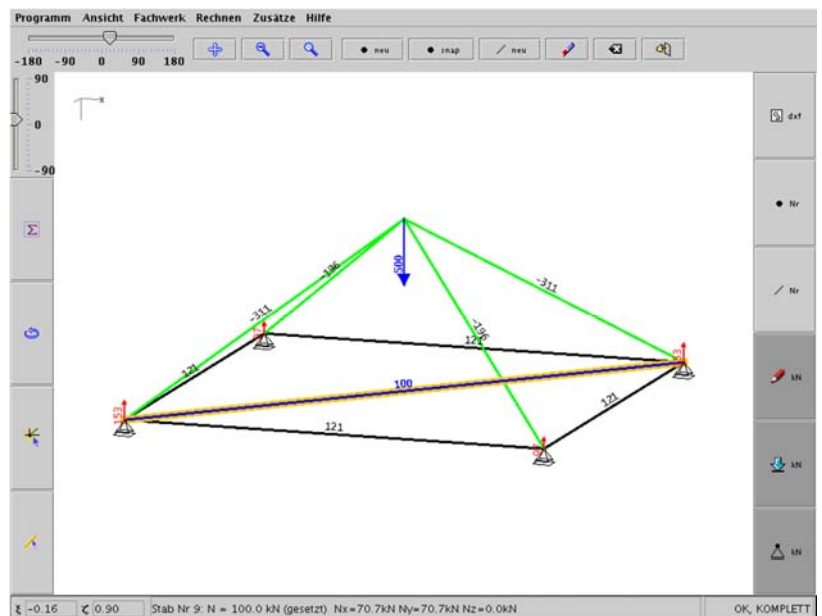 Programm Ansicht Fachwerk Rechnen Zusätze Hilfe
neu snap neu
-180 -90 0 90 180
90
0
-90
x
dxf
Nr
Nr
kN
kN
kN
500
-196
-311
-311
-196
121
121
100
121
121
153
ξ -0.16 ζ 0.90 Stab Nr 9: N = 100.0 kN (gesetzt) Nx=70.7kN Ny=70.7kN Nz=0.0kN OK, KOMPLETT